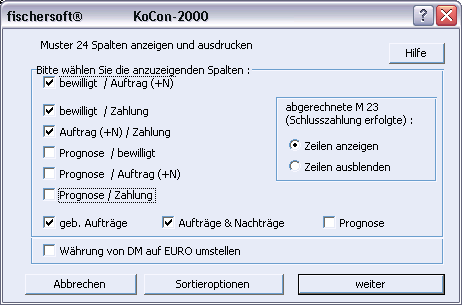 fischersoft® KoCon-2000
Muster 24 Spalten anzeigen und ausdrucken
Hilfe
Bitte wählen Sie die anzuzeigenden Spalten :
bewilligt / Auftrag (+N)
bewilligt / Zahlung
Auftrag (+N) / Zahlung
Prognose / bewilligt
Prognose / Auftrag (+N)
Prognose / Zahlung
abgerechnete M 23
(Schlusszahlung erfolgte) :
Zeilen anzeigen
Zeilen ausblenden
geb. Aufträge Aufträge & Nachträge Prognose
Währung von DM auf EURO umstellen
Abbrechen Sortieroptionen weiter